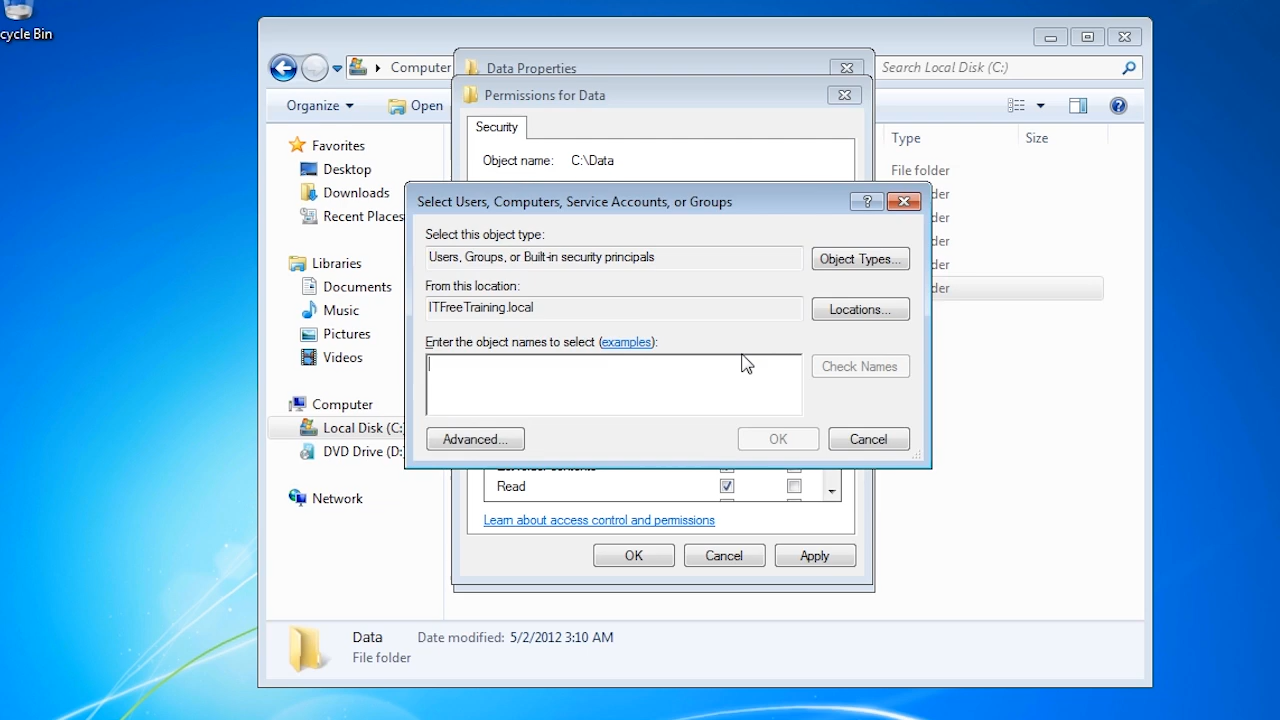 cycle Bin
Computer
Data Properties
Search Local Disk (C:)
Permissions for Data
Organize
Open
Security
Type
Size
Object name: C:\Data
Favorites
Desktop
Downloads
Recent Places
Libraries
Documents
Music
Pictures
Videos
Computer
Local Disk (C:
DVD Drive (D:
Network
File folder
lder
lder
lder
lder
der
Select Users, Computers, Service Accounts, or Groups
Select this object type:
Users, Groups, or Built-in security principals
Object Types...
From this location:
ITFreeTraining.local
Locations...
Enter the object names to select (examples):
Check Names
Advanced...
OK
Cancel
Read
Learn about access control and permissions
OK
Cancel
Apply
Data
Date modified: 5/2/2012 3:10 AM
File folder